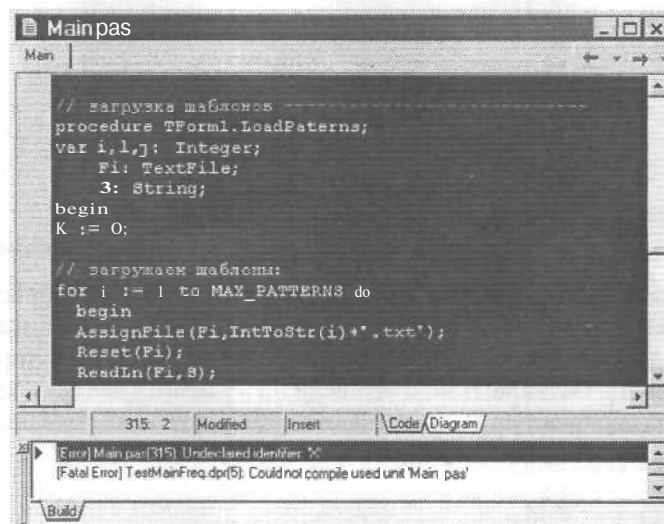 Main pas
Main
// загрузка шаблонов ----------------------------
procedure TForm1.LoadPaterns;
var i,l,j: Integer;
Fi: TextFile;
3: String;
begin
K := O;
// загружаем шаблоны:
for i := 1 to MAX_PATTERNS do
begin
AssignFile(Fi,IntToStr(i)+'.txt');
Reset(Fi);
ReadLn(Fi,S);
315: 2 Modified Insert Code Diagram
[Error] Main.pas(315): Undeclared identifier: 'K'
[Fatal Error] TestMainFreq.dpr(5): Could not compile used unit 'Main pas'
Build